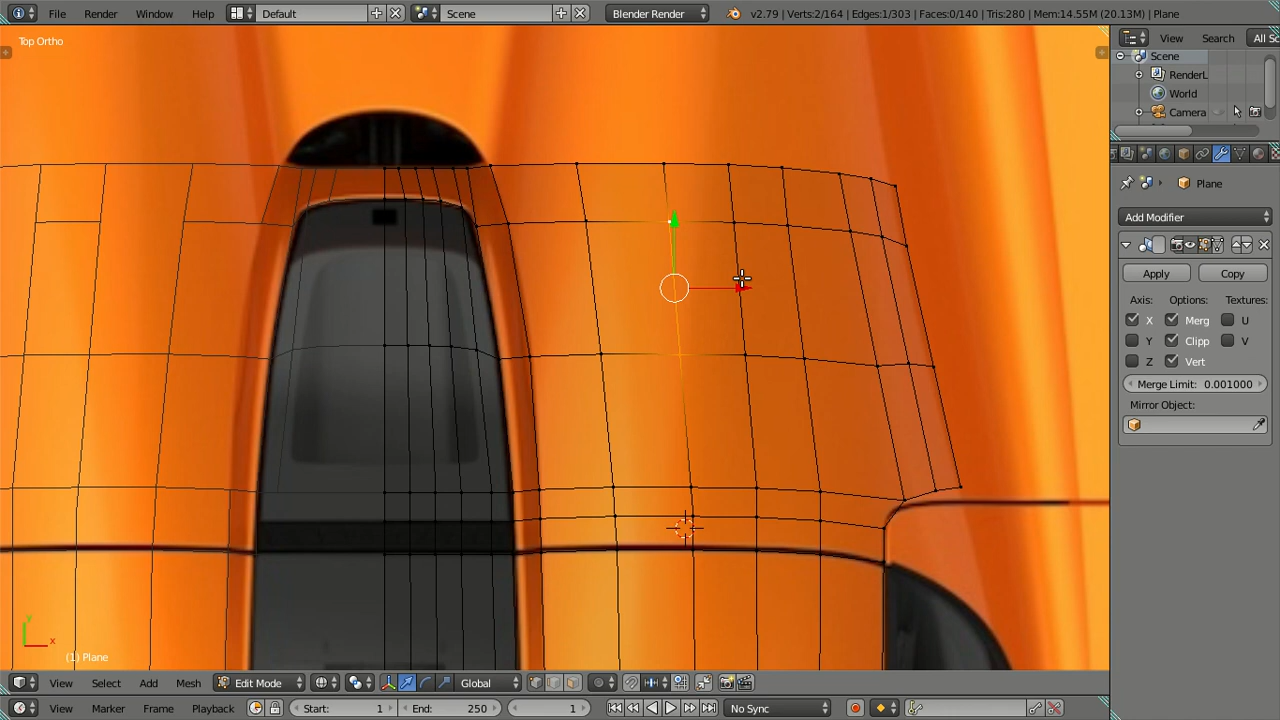 File Render Window Help Default Scene Blender Render v2.79 | Verts:2/164 | Edges:1/303 | Faces:0/140 | Tris:280 | Mem:14.55M (20.13M) | Plane
Top Ortho
View Search All Sc
Scene
RenderL
World
Camera
Plane
Add Modifier
Apply Copy
Axis: Options: Textures:
X Merg U
Y Clipp V
Z Vert
Merge Limit: 0.001000
Mirror Object:
y
x
(1) Plane
View Select Add Mesh Edit Mode Global
View Marker Frame Playback Start: 1 End: 250 1 No Sync